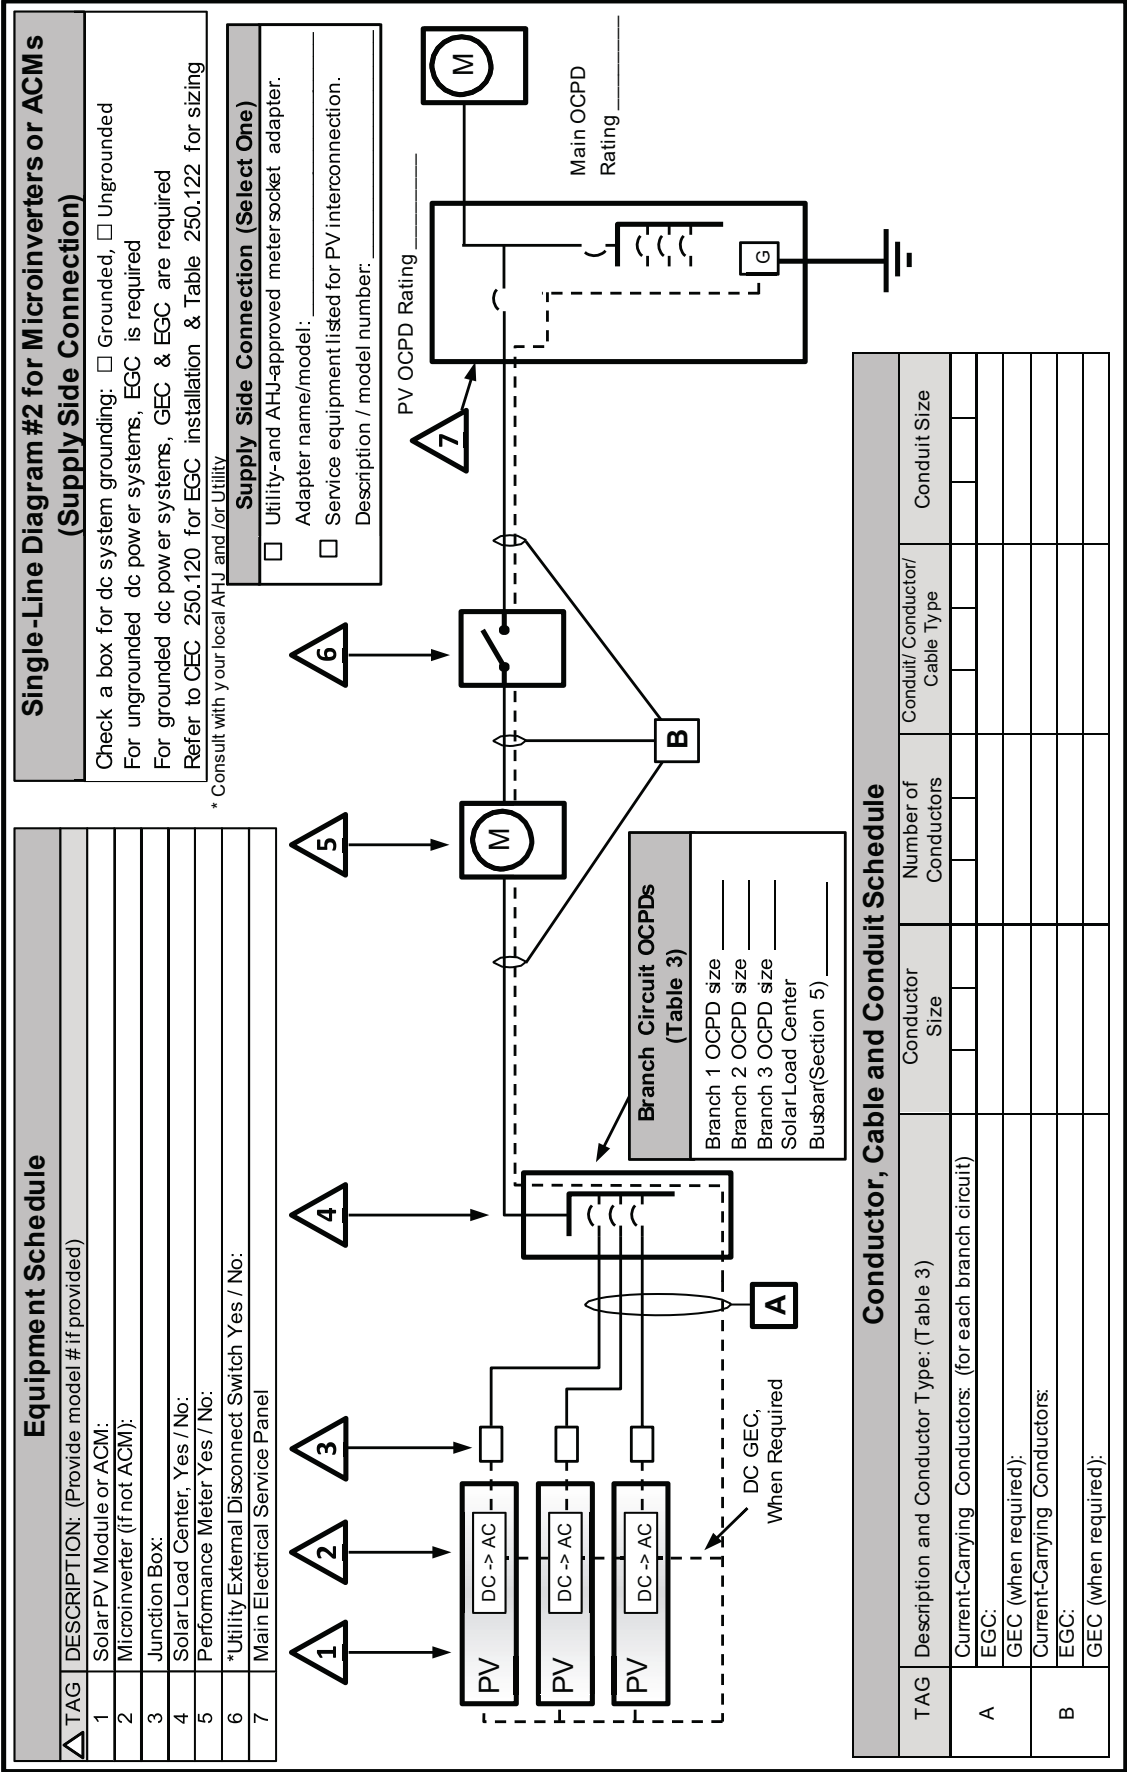 Equipment Schedule
TAG DESCRIPTION: (Provide model # if provided)
1 Solar PV Module or ACM:
2 Microinverter (if not ACM):
3 Junction Box:
4 Solar Load Center, Yes / No:
5 Performance Meter Yes / No:
6 *Utility External Disconnect Switch Yes / No:
7 Main Electrical Service Panel
Single-Line Diagram #2 for Microinverters or ACMs
(Supply Side Connection)
Check a box for dc system grounding: ☐ Grounded, ☐ Ungrounded
For ungrounded dc power systems, EGC is required
For grounded dc power systems, GEC & EGC are required
Refer to CEC 250.120 for EGC installation & Table 250.122 for sizing
* Consult with your local AHJ and /or Utility
Supply Side Connection (Select One)
☐ Utility-and AHJ-approved meter socket adapter.
Adapter name/model: ____________
☐ Service equipment listed for PV interconnection.
Description / model number: ____________
1
2
3
4
5
6
7
PV OCPD Rating ________
M
Main OCPD
Rating ________
PV
DC -> AC
PV
DC -> AC
PV
DC -> AC
M
G
A
B
DC GEC,
When Required
Branch Circuit OCPDs
(Table 3)
Branch 1 OCPD size ______
Branch 2 OCPD size ______
Branch 3 OCPD size ______
Solar Load Center
Busbar(Section 5) ______
Conductor, Cable and Conduit Schedule
TAG Description and Conductor Type: (Table 3) Conductor Size Number of Conductors Conduit/ Conductor/ Cable Type Conduit Size
A Current-Carrying Conductors: (for each branch circuit)
EGC:
GEC (when required):
B Current-Carrying Conductors:
EGC:
GEC (when required):